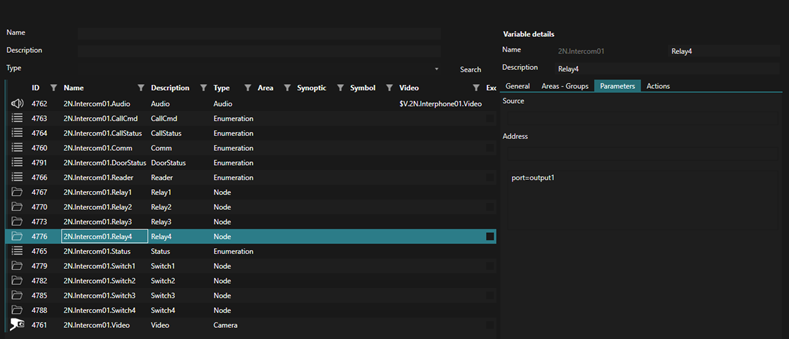 Name
Description
Type
Search
ID Name Description Type Area Synoptic Symbol Video Exc
4762 2N.Intercom01.Audio Audio Audio $V.2N.Interphone01.Video
4763 2N.Intercom01.CallCmd CallCmd Enumeration
4764 2N.Intercom01.CallStatus CallStatus Enumeration
4760 2N.Intercom01.Comm Comm Enumeration
4791 2N.Intercom01.DoorStatus DoorStatus Enumeration
4766 2N.Intercom01.Reader Reader Enumeration
4767 2N.Intercom01.Relay1 Relay1 Node
4770 2N.Intercom01.Relay2 Relay2 Node
4773 2N.Intercom01.Relay3 Relay3 Node
4776 2N.Intercom01.Relay4 Relay4 Node
4765 2N.Intercom01.Status Status Enumeration
4779 2N.Intercom01.Switch1 Switch1 Node
4782 2N.Intercom01.Switch2 Switch2 Node
4785 2N.Intercom01.Switch3 Switch3 Node
4788 2N.Intercom01.Switch4 Switch4 Node
4761 2N.Intercom01.Video Video Camera
Variable details
Name 2N.Intercom01 Relay4
Description Relay4
General Areas - Groups Parameters Actions
Source
Address
port=output1